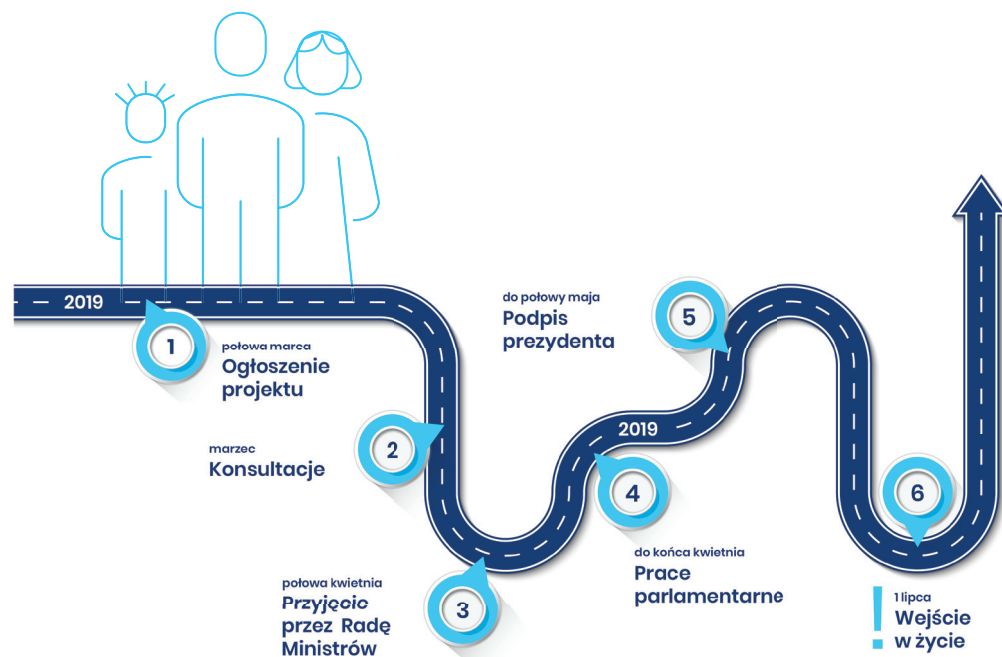 2019
1
połowa marca
Ogłoszenie
projektu
2
marzec
Konsultacje
3
połowa kwietnia
Przyjęcie
przez Radę
Ministrów
2019
4
do końca kwietnia
Prace
parlamentarne
5
do połowy maja
Podpis
prezydenta
6
! 1 lipca
Wejście
w życie